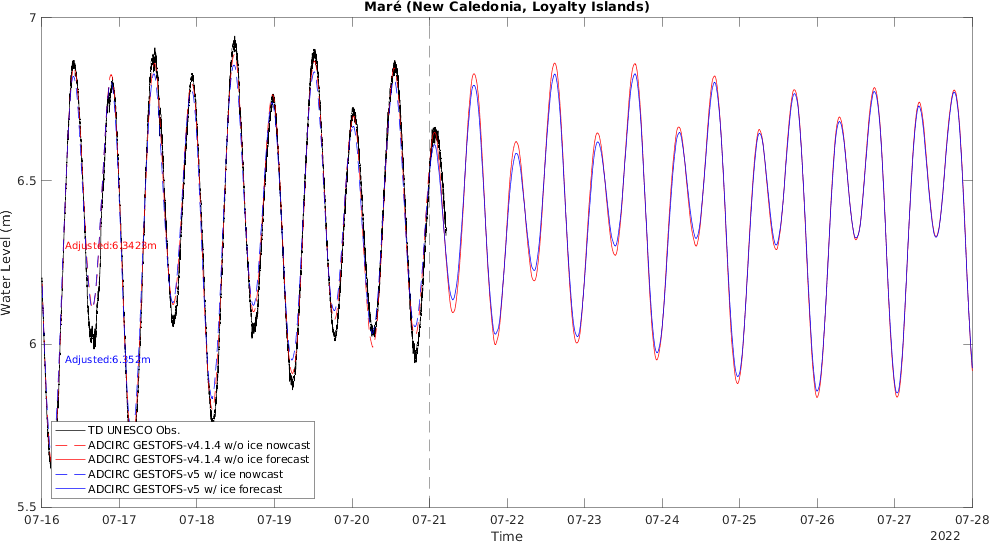 Maré (New Caledonia, Loyalty Islands)
7
6.5
6
5.5
Water Level (m)
Adjusted:6.3423m
Adjusted:6.352m
TD UNESCO Obs.
ADCIRC GESTOFS-v4.1.4 w/o ice nowcast
ADCIRC GESTOFS-v4.1.4 w/o ice forecast
ADCIRC GESTOFS-v5 w/ ice nowcast
ADCIRC GESTOFS-v5 w/ ice forecast
07-16 07-17 07-18 07-19 07-20 07-21 07-22 07-23 07-24 07-25 07-26 07-27 07-28
Time
2022